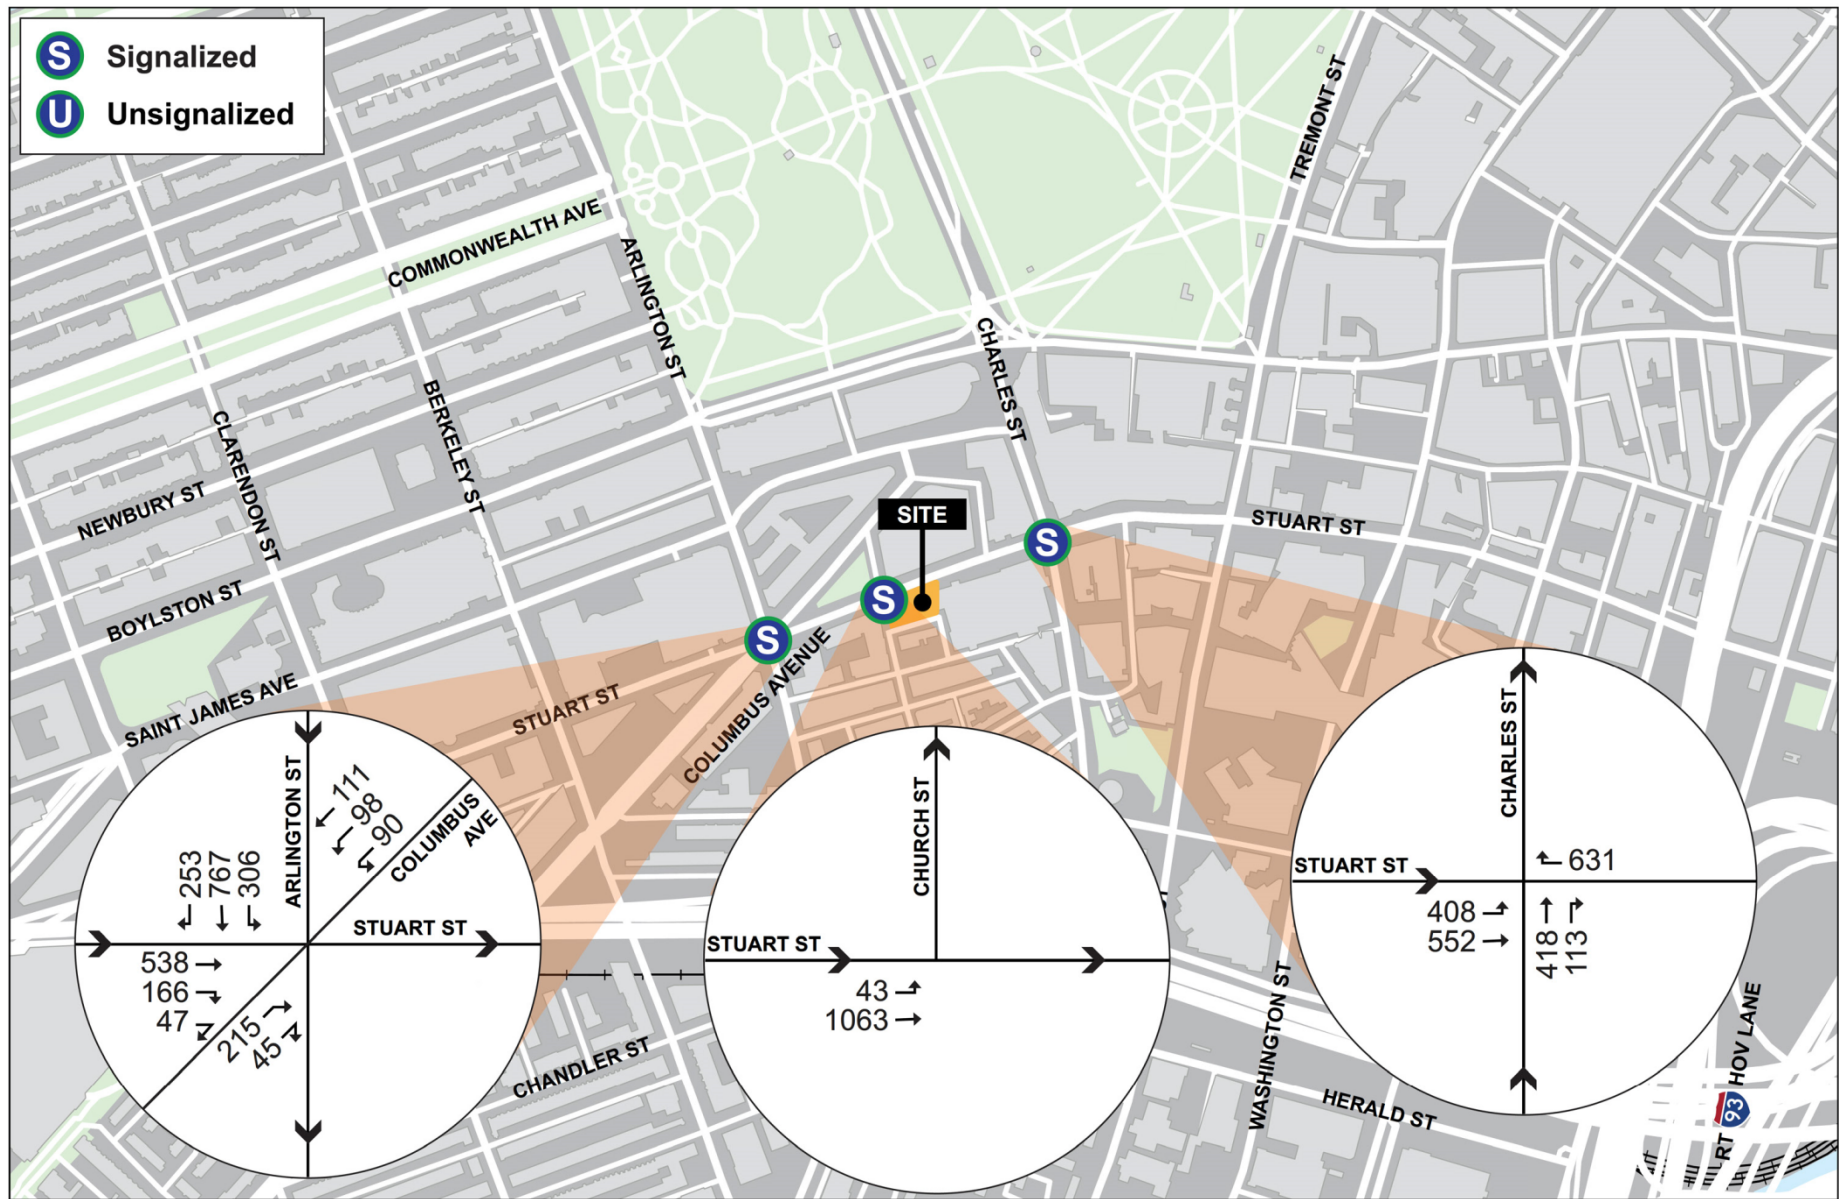 S Signalized
U Unsignalized
TREMONT ST
COMMONWEALTH AVE
ARLINGTON ST
CHARLES ST
BERKELEY ST
CLARENDON ST
NEWBURY ST
SITE
STUART ST
S
S
S
BOYLSTON ST
COLUMBUS AVENUE
STUART ST
SAINT JAMES AVE
ARLINGTON ST
111
98
90
COLUMBUS
AVE
253
767
306
STUART ST
538
166
47
215
45
CHURCH ST
STUART ST
43
1063
CHARLES ST
STUART ST
631
408
552
418
113
CHANDLER ST
WASHINGTON ST
HERALD ST
RT 93 HOV LANE